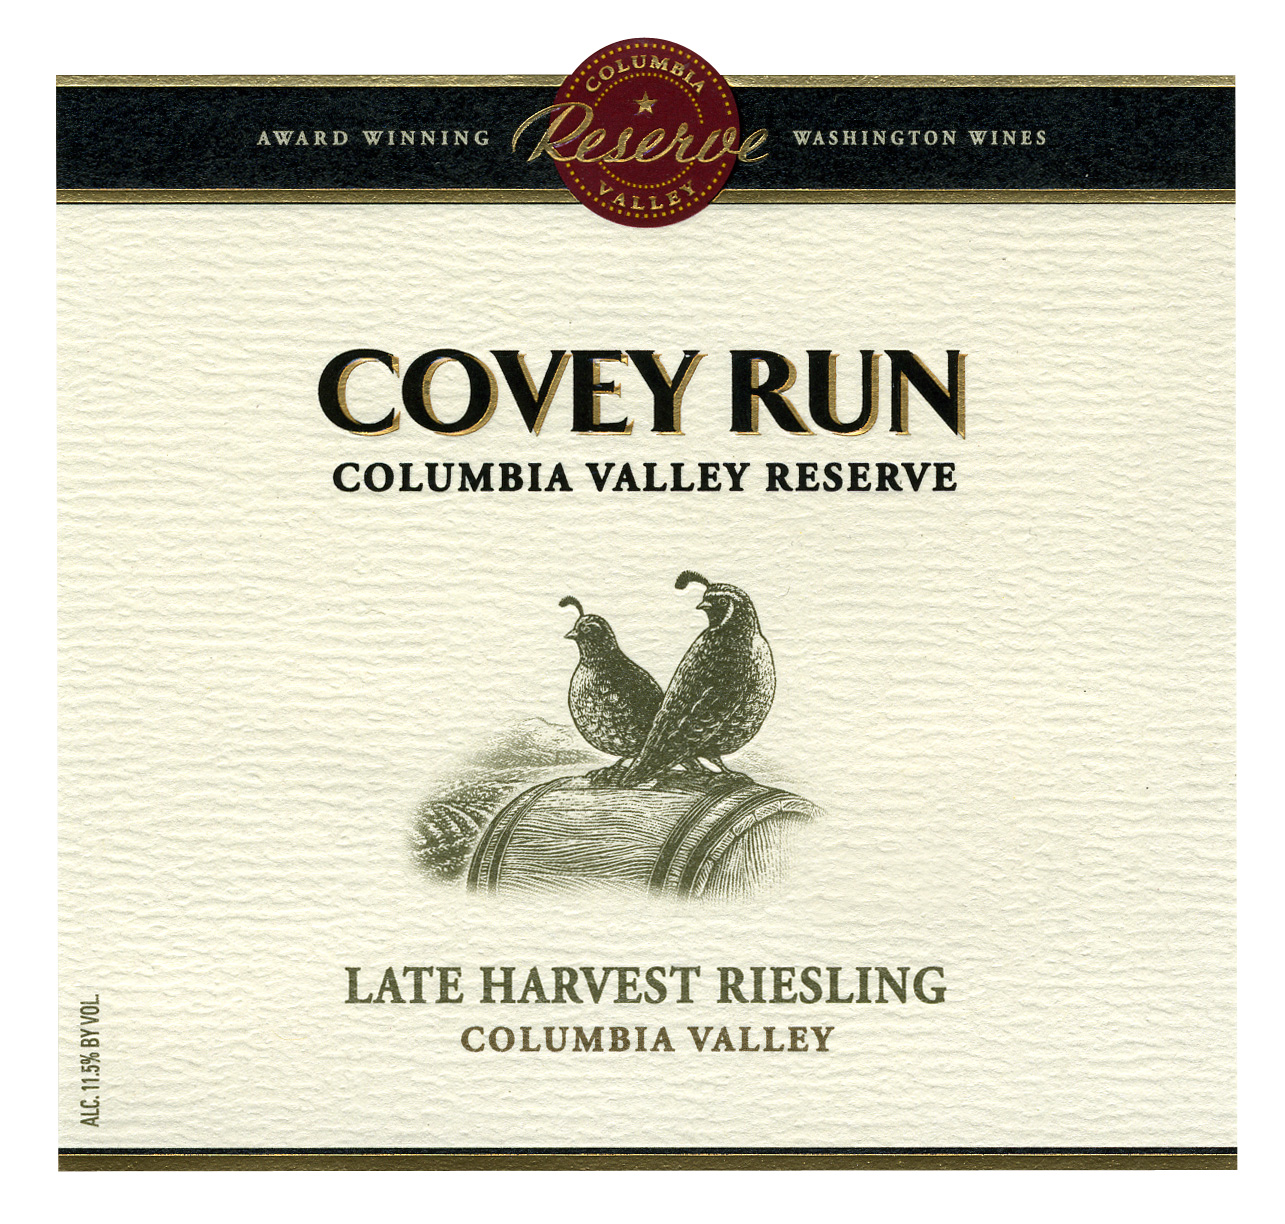 COLUMBIA
AWARD WINNING Reserve WASHINGTON WINES
VALLEY
COVEY RUN
COLUMBIA VALLEY RESERVE
LATE HARVEST RIESLING
COLUMBIA VALLEY
ALC. 11.5% BY VOL.